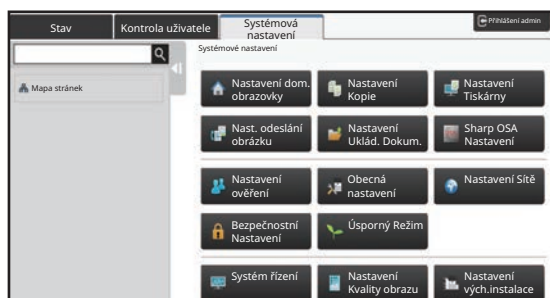 Stav
Kontrola uživatele
Systémová
nastavení
Přihlášení admin
Systémové nastavení
Mapa stránek
Nastavení dom.
obrazovky
Nastavení
Kopie
Nastavení
Tiskárny
Nast. odeslání
obrázku
Nastavení
Uklád. Dokum.
Sharp OSA
Nastavení
Nastavení
ověření
Obecná
nastavení
Nastavení Sítě
Bezpečnostní
Nastavení
Úsporný Režim
Systém řízení
Nastavení
Kvality obrazu
Nastavení
vých.instalace